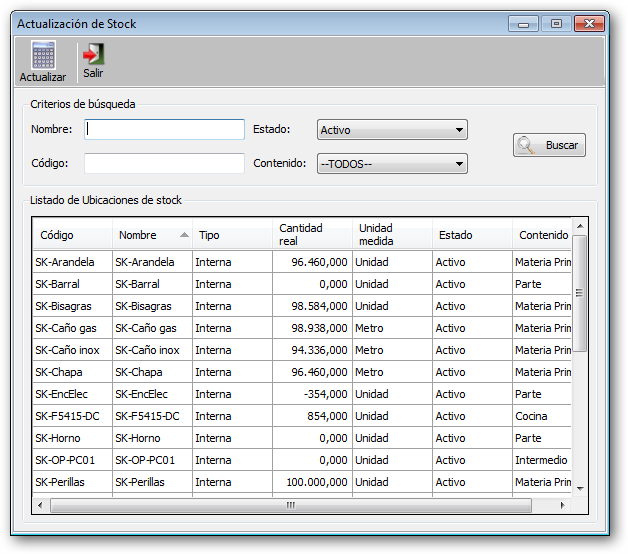 Actualización de Stock
Actualizar Salir
Criterios de búsqueda
Nombre: Estado: Activo
Buscar
Código: Contenido: --TODOS--
Listado de Ubicaciones de stock
Código Nombre Tipo Cantidad real Unidad medida Estado Contenido
SK-Arandela SK-Arandela Interna 96.460,000 Unidad Activo Materia Prim
SK-Barral SK-Barral Interna 0,000 Unidad Activo Parte
SK-Bisagras SK-Bisagras Interna 98.584,000 Unidad Activo Materia Prim
SK-Caño gas SK-Caño gas Interna 98.938,000 Metro Activo Materia Prim
SK-Caño inox SK-Caño inox Interna 94.336,000 Metro Activo Materia Prim
SK-Chapa SK-Chapa Interna 96.460,000 Metro Activo Materia Prim
SK-EncElec SK-EncElec Interna -354,000 Unidad Activo Parte
SK-F5415-DC SK-F5415-DC Interna 854,000 Unidad Activo Cocina
SK-Horno SK-Horno Interna 0,000 Unidad Activo Parte
SK-OP-PC01 SK-OP-PC01 Interna 0,000 Unidad Activo Intermedio
SK-Perillas SK-Perillas Interna 100.000,000 Unidad Activo Materia Prim